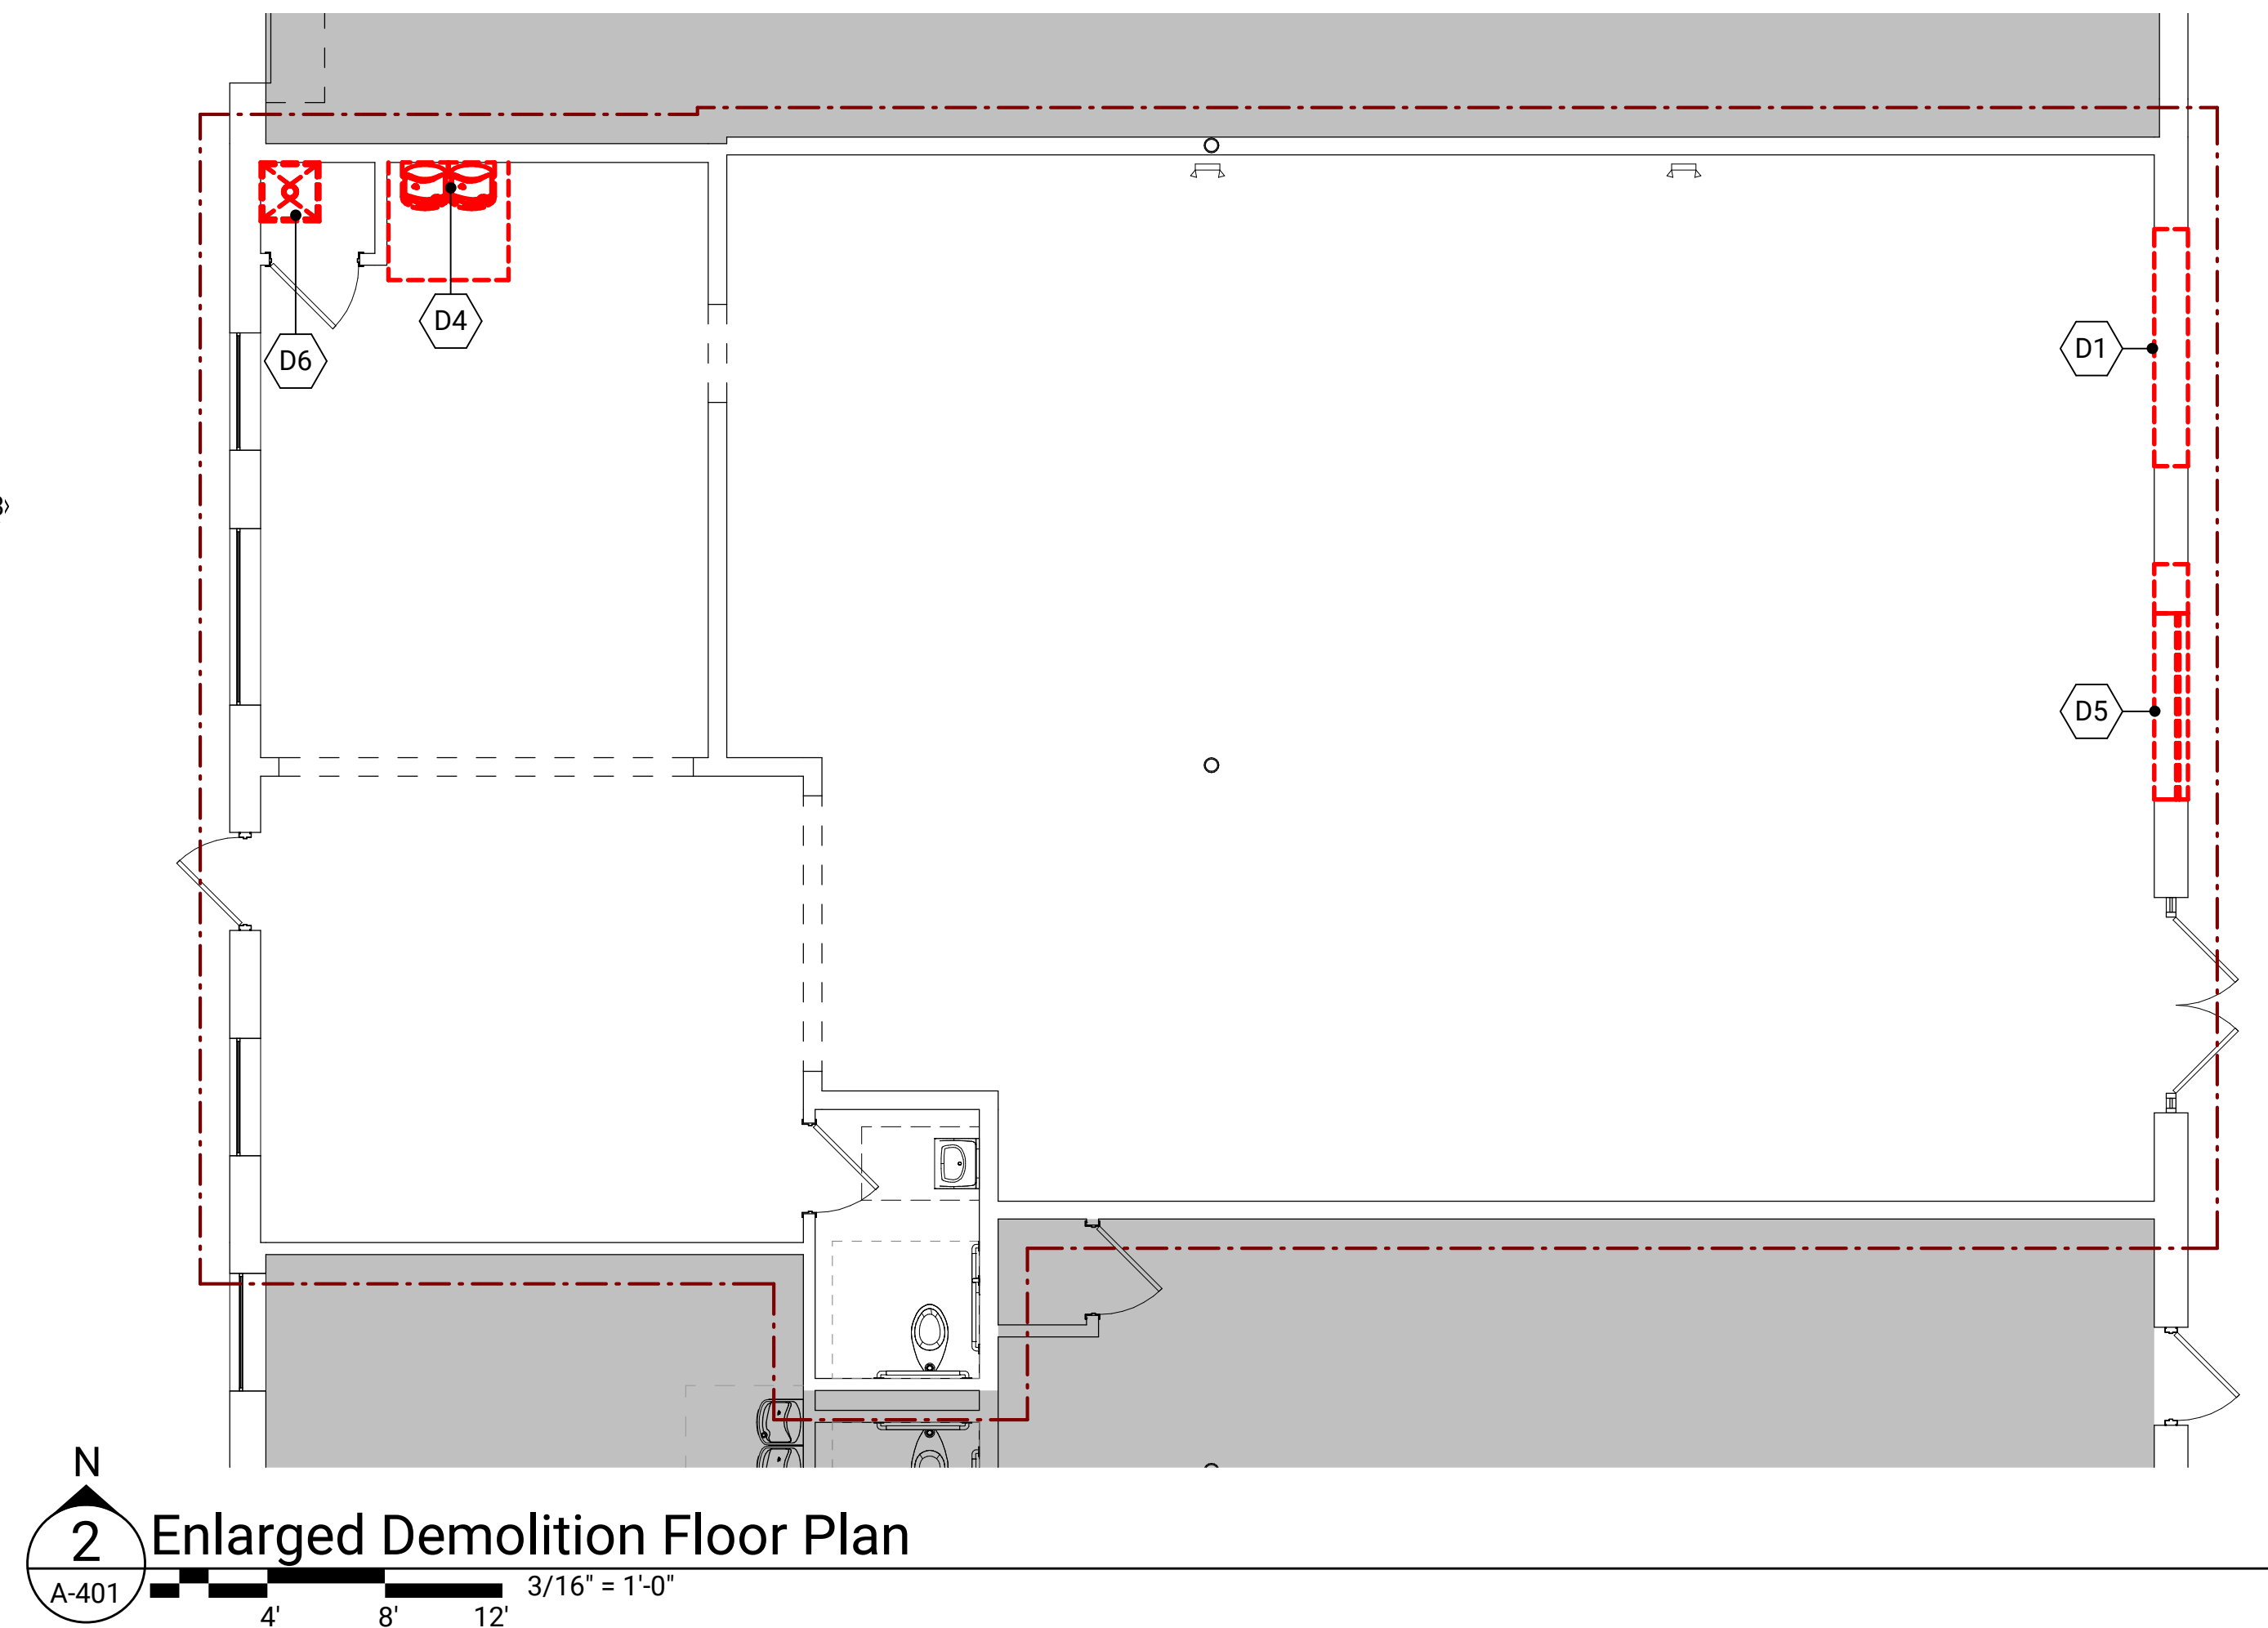 D6
D4
D1
D5
N
2
A-401
Enlarged Demolition Floor Plan
3/16" = 1'-0"
4' 8' 12'